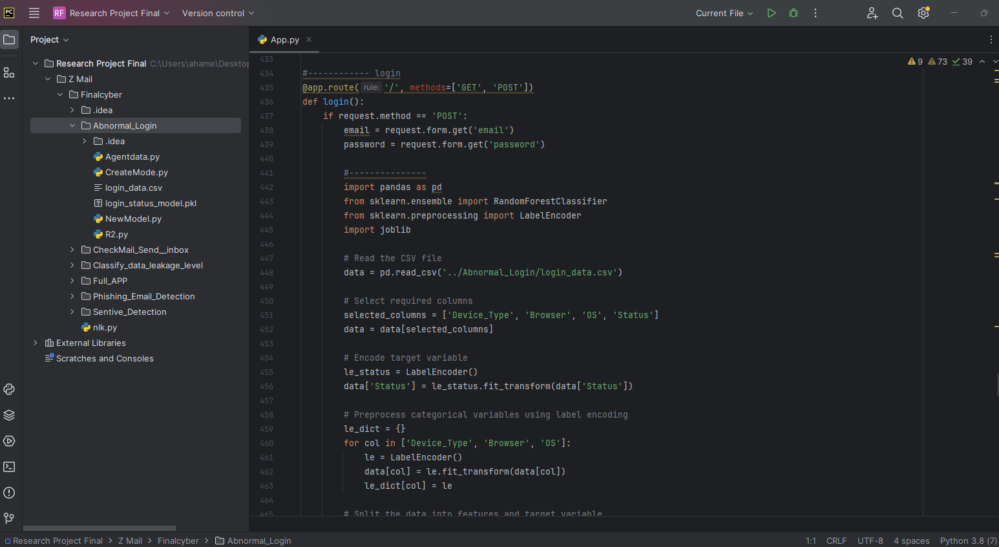 PC RF Research Project Final Version control Current File
Project
App.py
Research Project Final C:\Users\ahame\Desktop
Z Mail
Finalcyber
.idea
Abnormal_Login
.idea
Agentdata.py
CreateMode.py
login_data.csv
login_status_model.pkl
NewModel.py
R2.py
CheckMail_Send__inbox
Classify_data_leakage_level
Full_APP
Phishing_Email_Detection
Sentive_Detection
nlk.py
External Libraries
Scratches and Consoles
9 73 39
433
434 #------------ login
435 @app.route( rule: '/', methods=['GET', 'POST'])
436 def login():
437 if request.method == 'POST':
438 email = request.form.get('email')
439 password = request.form.get('password')
440
441 #---------------
442 import pandas as pd
443 from sklearn.ensemble import RandomForestClassifier
444 from sklearn.preprocessing import LabelEncoder
445 import joblib
446
447 # Read the CSV file
448 data = pd.read_csv('../Abnormal_Login/login_data.csv')
449
450 # Select required columns
451 selected_columns = ['Device_Type', 'Browser', 'OS', 'Status']
452 data = data[selected_columns]
453
454 # Encode target variable
455 le_status = LabelEncoder()
456 data['Status'] = le_status.fit_transform(data['Status'])
457
458 # Preprocess categorical variables using label encoding
459 le_dict = {}
460 for col in ['Device_Type', 'Browser', 'OS']:
461 le = LabelEncoder()
462 data[col] = le.fit_transform(data[col])
463 le_dict[col] = le
464
465 # Split the data into features and target variable
Research Project Final Z Mail Finalcyber Abnormal_Login 1:1 CRLF UTF-8 4 spaces Python 3.8 (7)